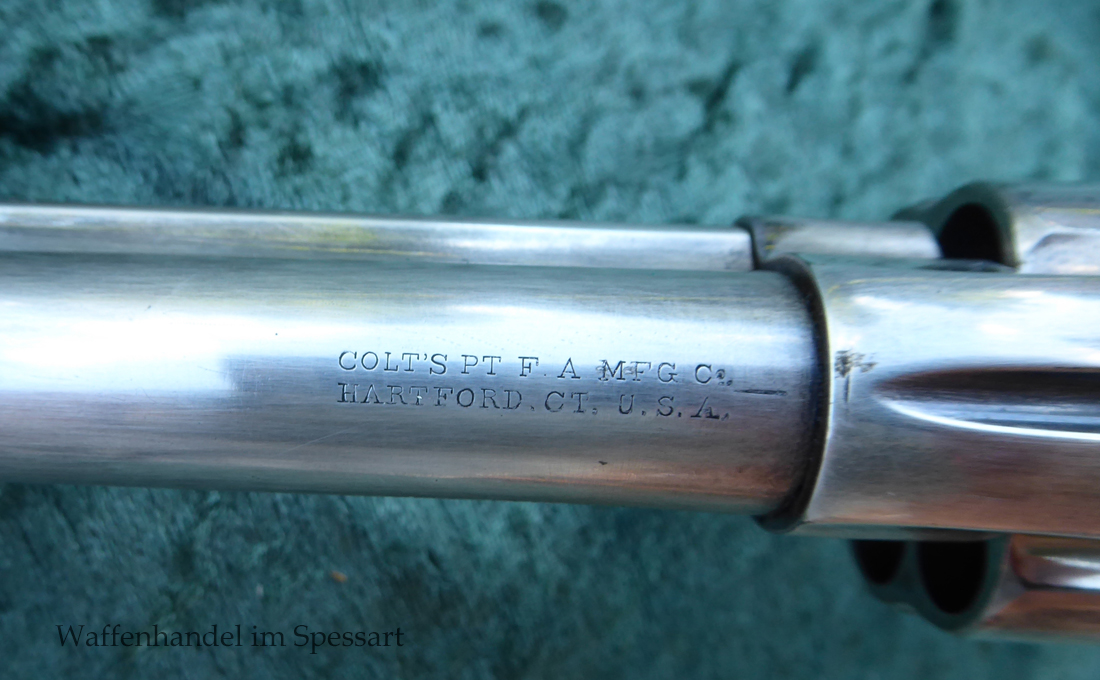 COLT'S PT F. A MFG Co.
HARTFORD. CT. U. S. A.
Waffenhandel im Spessart